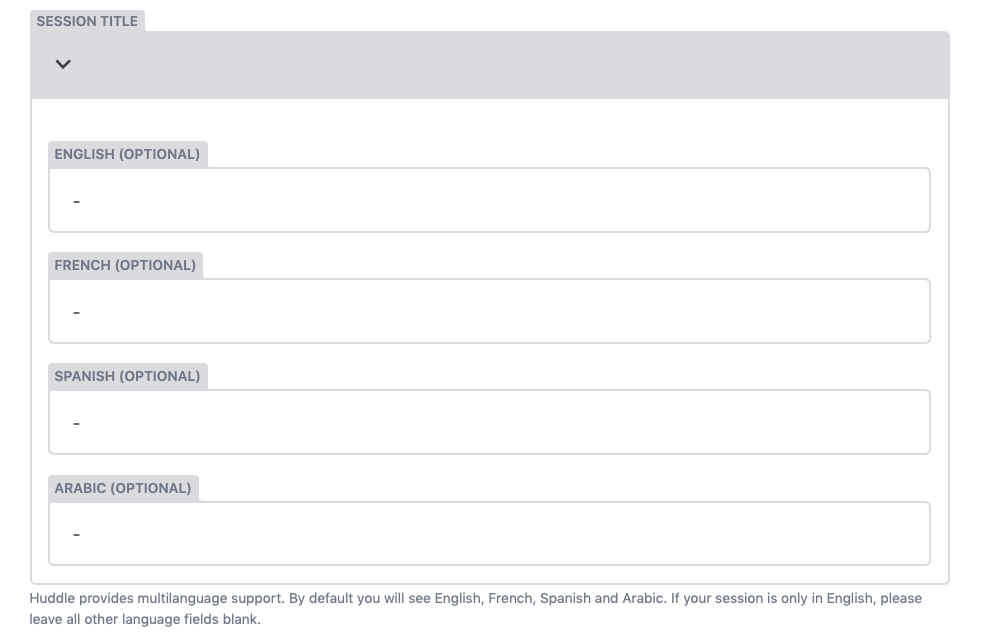 SESSION TITLE
ENGLISH (OPTIONAL)
-
FRENCH (OPTIONAL)
-
SPANISH (OPTIONAL)
-
ARABIC (OPTIONAL)
-
Huddle provides multilanguage support. By default you will see English, French, Spanish and Arabic. If your session is only in English, please
leave all other language fields blank.